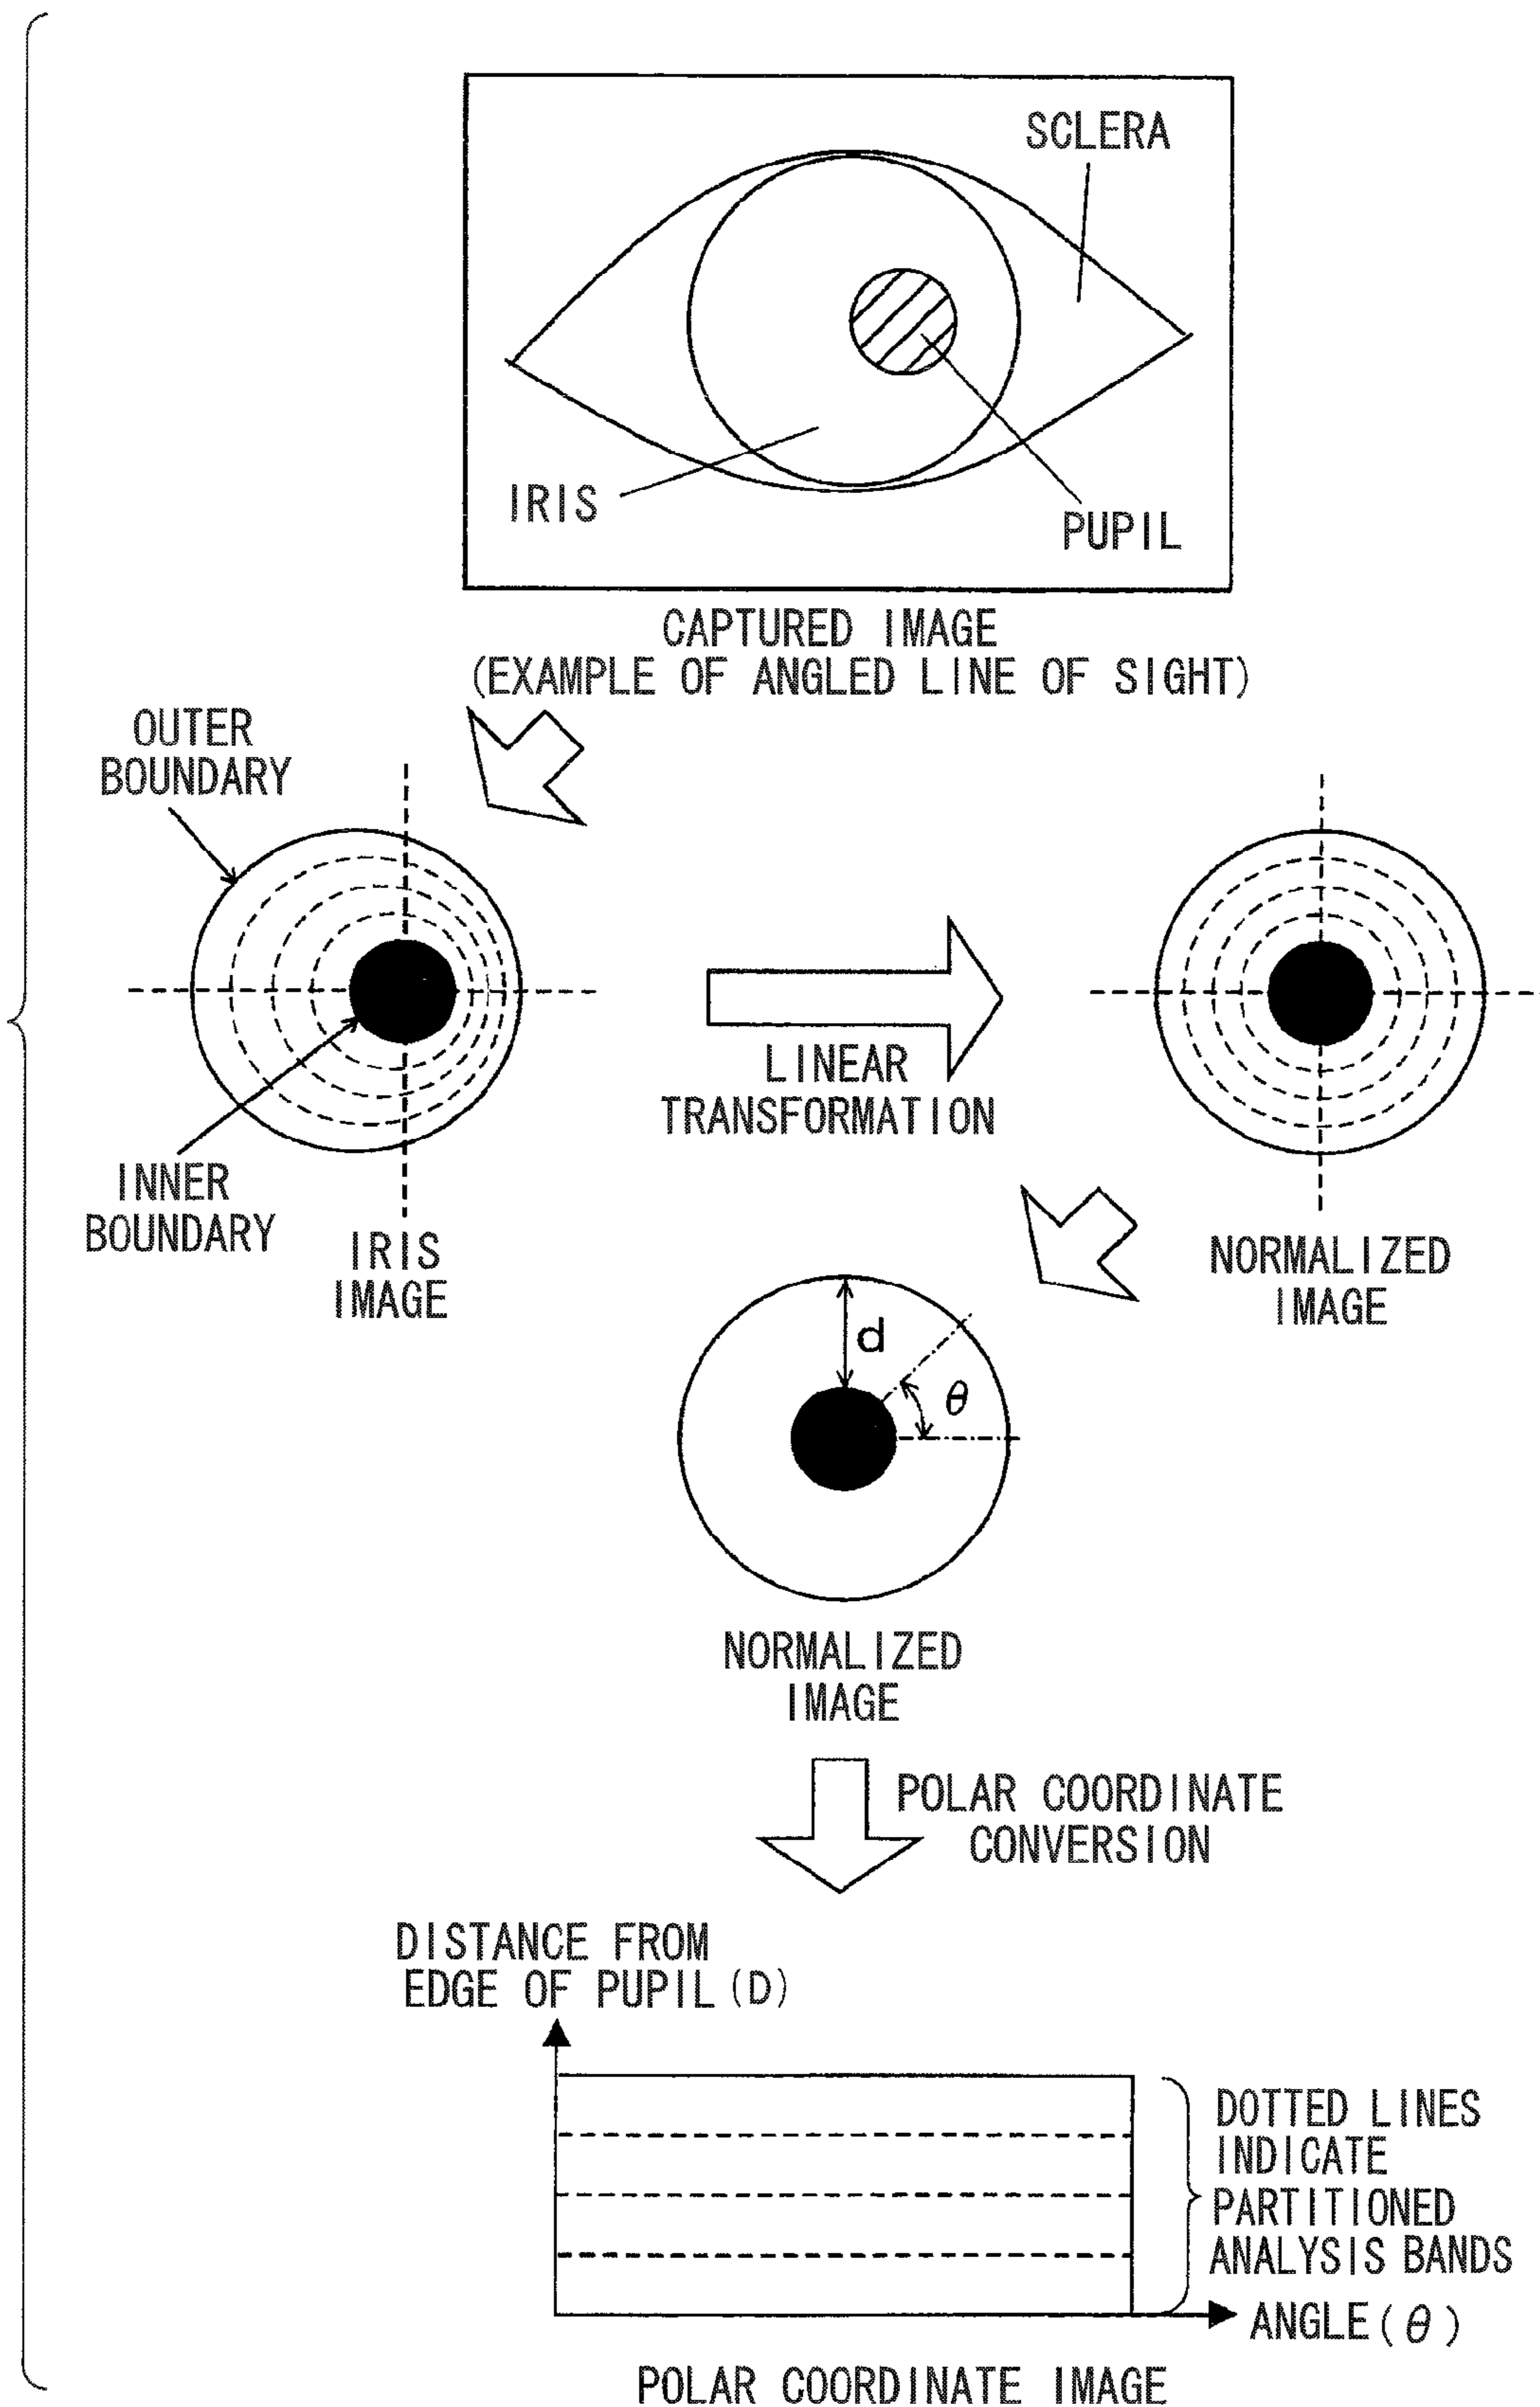 SCLERA
IRIS
PUPIL
CAPTURED IMAGE
(EXAMPLE OF ANGLED LINE OF SIGHT)
OUTER
BOUNDARY
LINEAR
TRANSFORMATION
INNER
BOUNDARY
IRIS
IMAGE
NORMALIZED
IMAGE
d
θ
NORMALIZED
IMAGE
POLAR COORDINATE
CONVERSION
DISTANCE FROM
EDGE OF PUPIL (D)
DOTTED LINES
INDICATE
PARTITIONED
ANALYSIS BANDS
ANGLE (θ)
POLAR COORDINATE IMAGE